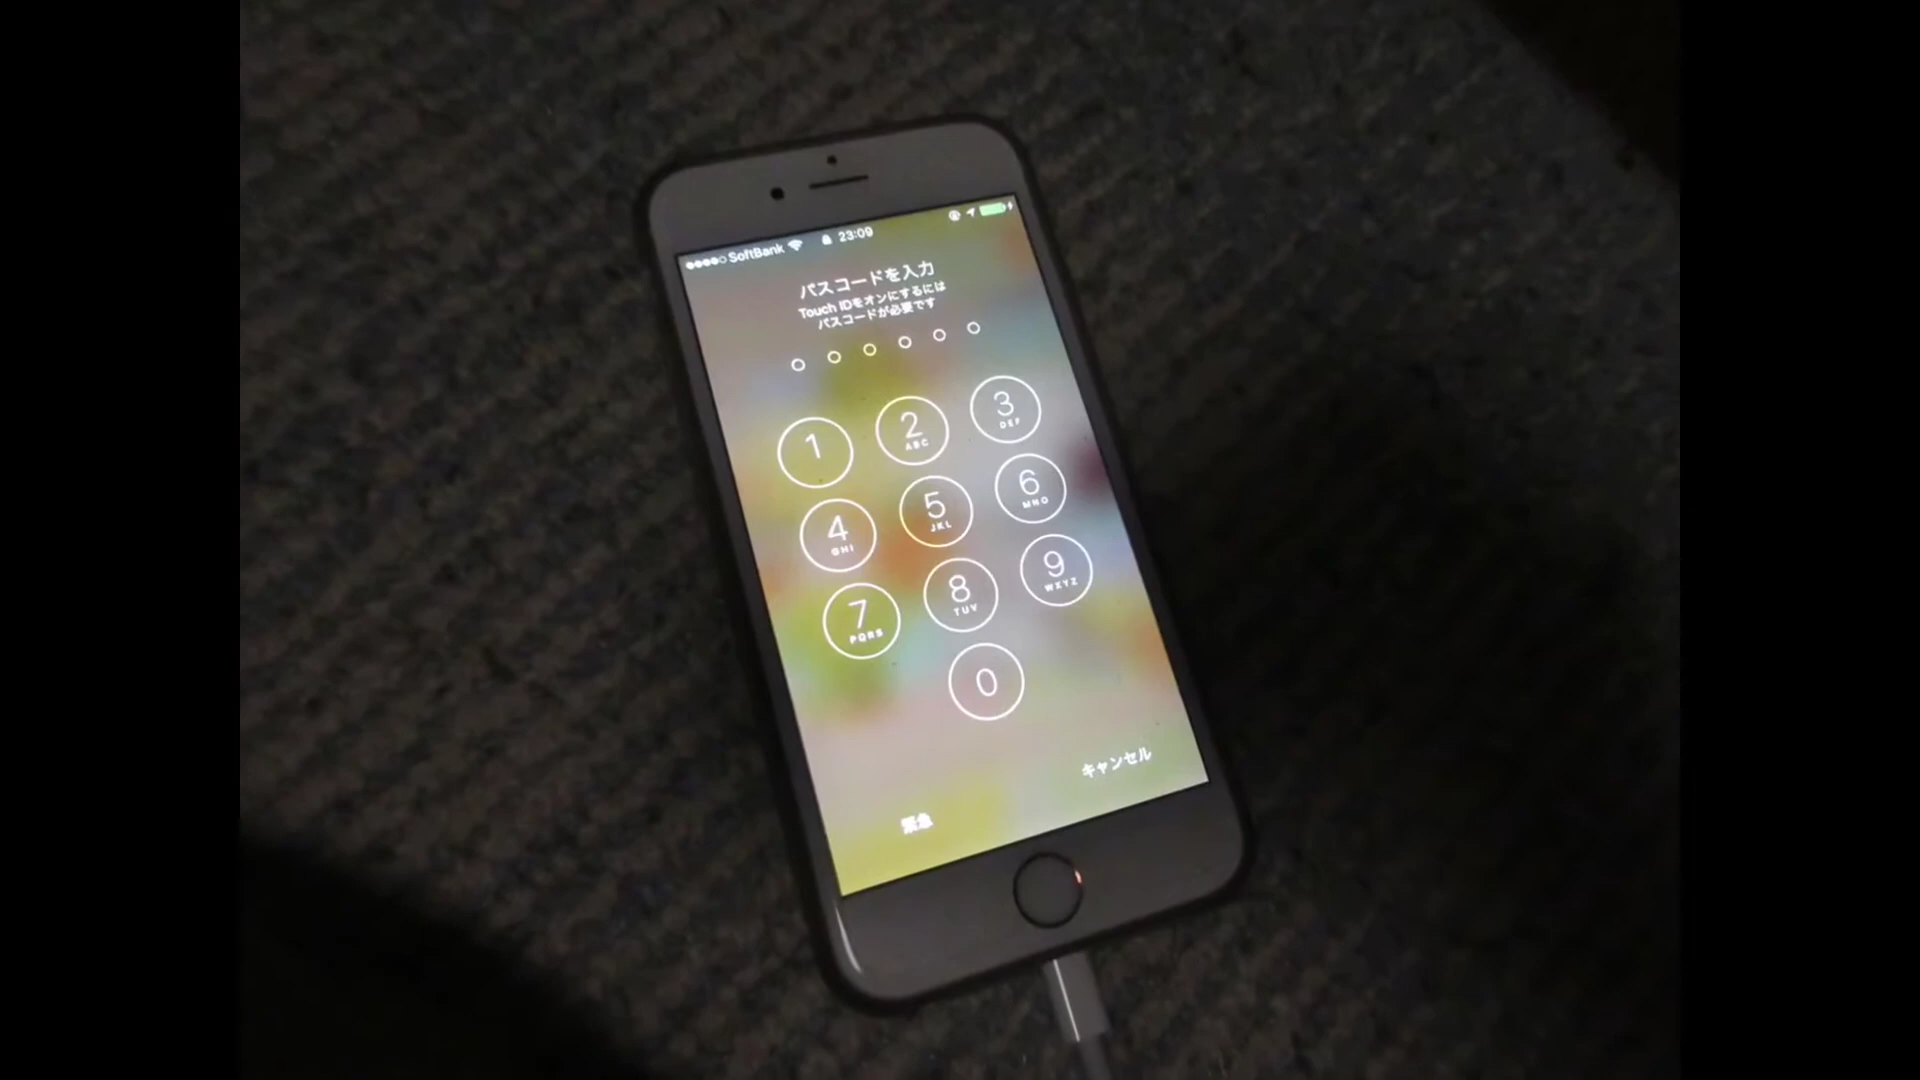 SoftBank 23:09
パスコードを入力
Touch IDをオンにするには
パスコードが必要です
1
2 ABC
3 DEF
4 GHI
5 JKL
6 MNO
7 PQRS
8 TUV
9 WXYZ
0
緊急
キャンセル